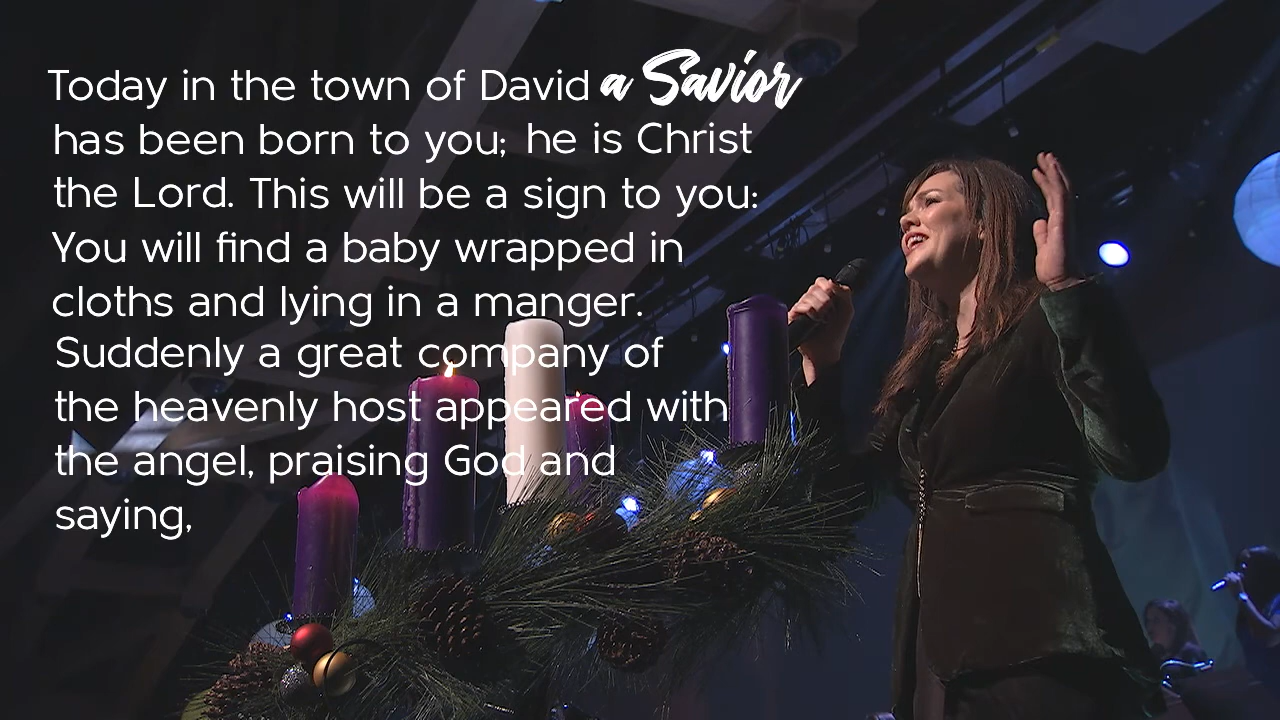 Today in the town of David a Savior
has been born to you; he is Christ
the Lord. This will be a sign to you:
You will find a baby wrapped in
cloths and lying in a manger.
Suddenly a great company of
the heavenly host appeared with
the angel, praising God and
saying,